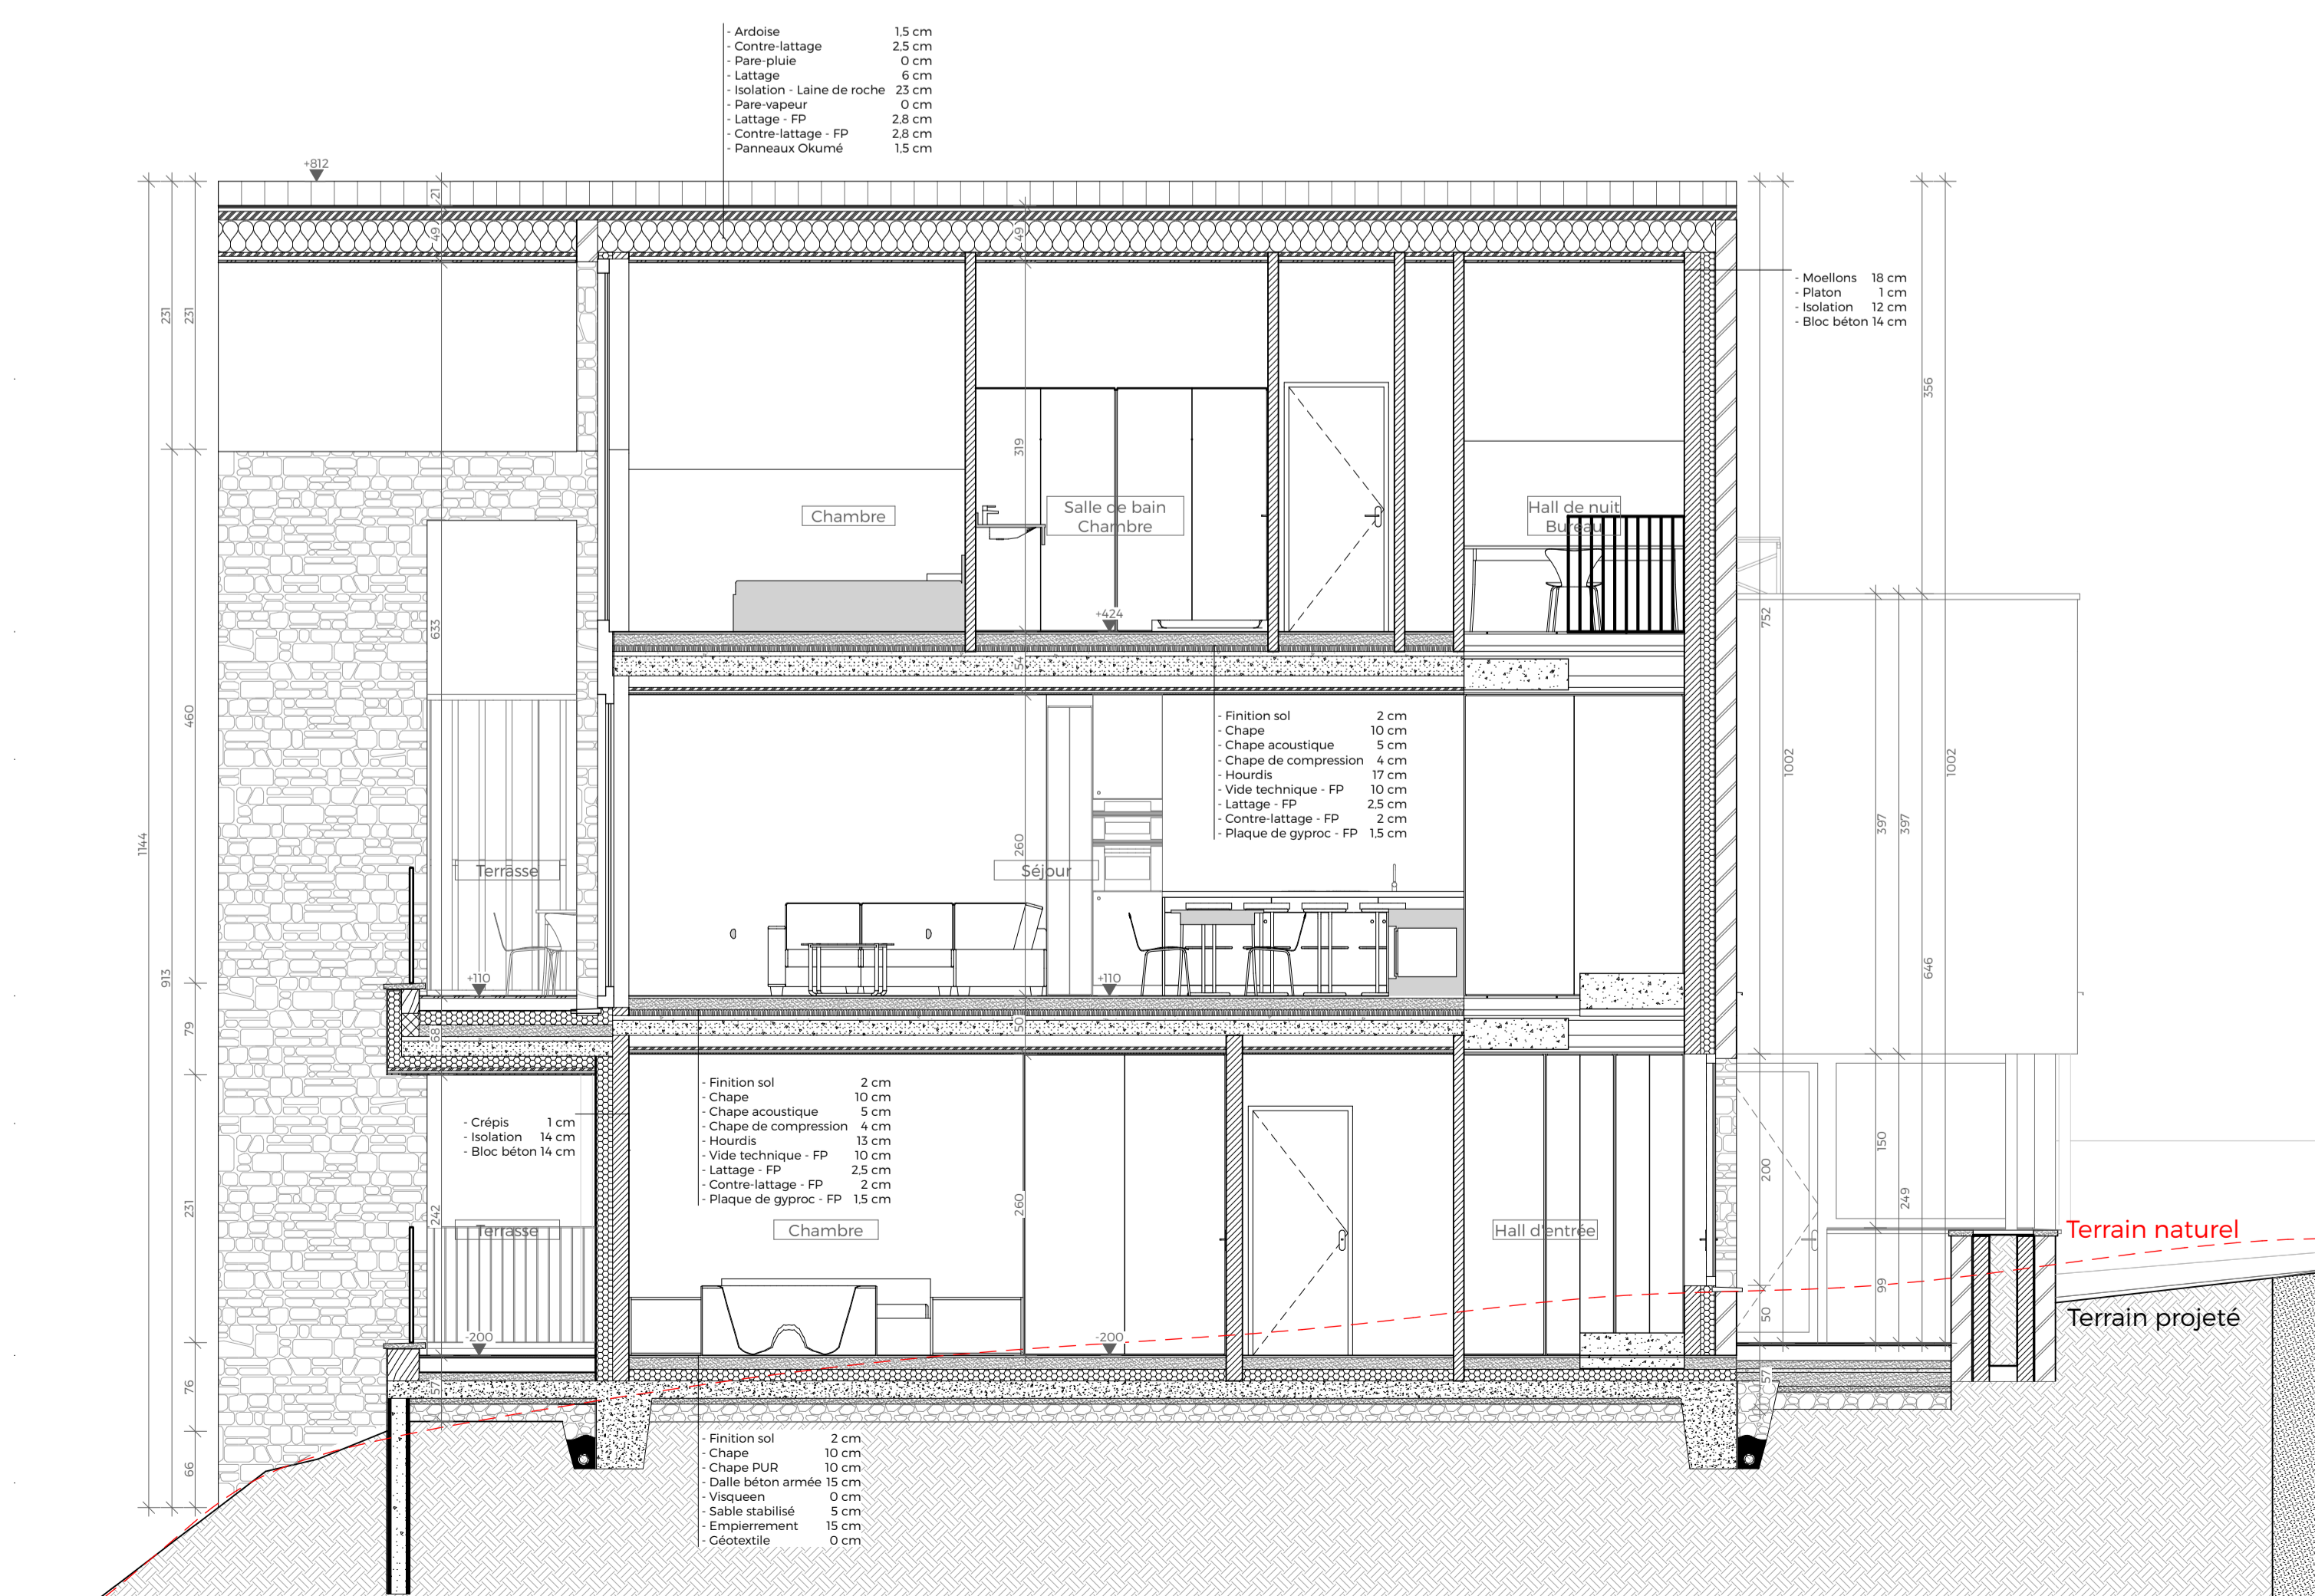 - Ardoise 1,5 cm
- Contre-lattage 2,5 cm
- Pare-pluie 0 cm
- Lattage 6 cm
- Isolation - Laine de roche 23 cm
- Pare-vapeur 0 cm
- Lattage - FP 2,8 cm
- Contre-lattage - FP 2,8 cm
- Panneaux Okumé 1,5 cm
+812
21
49
49
- Moellons 18 cm
- Platon 1 cm
- Isolation 12 cm
- Bloc béton 14 cm
231
231
356
319
Chambre
Salle de bain
Chambre
Hall de nuit
Bureau
+424
633
752
54
460
1002
1002
- Finition sol 2 cm
- Chape 10 cm
- Chape acoustique 5 cm
- Chape de compression 4 cm
- Hourdis 17 cm
- Vide technique - FP 10 cm
- Lattage - FP 2,5 cm
- Contre-lattage - FP 2 cm
- Plaque de gyproc - FP 1,5 cm
1144
260
397
397
Terrasse
Séjour
913
646
+110
+110
79
68
50
- Finition sol 2 cm
- Chape 10 cm
- Chape acoustique 5 cm
- Chape de compression 4 cm
- Hourdis 13 cm
- Vide technique - FP 10 cm
- Lattage - FP 2,5 cm
- Contre-lattage - FP 2 cm
- Plaque de gyproc - FP 1,5 cm
- Crépis 1 cm
- Isolation 14 cm
- Bloc béton 14 cm
150
200
249
231
242
260
Terrasse
Chambre
Hall d'entrée
Terrain naturel
99
50
Terrain projeté
-200
-200
76
57
66
- Finition sol 2 cm
- Chape 10 cm
- Chape PUR 10 cm
- Dalle béton armée 15 cm
- Visqueen 0 cm
- Sable stabilisé 5 cm
- Empierrement 15 cm
- Géotextile 0 cm